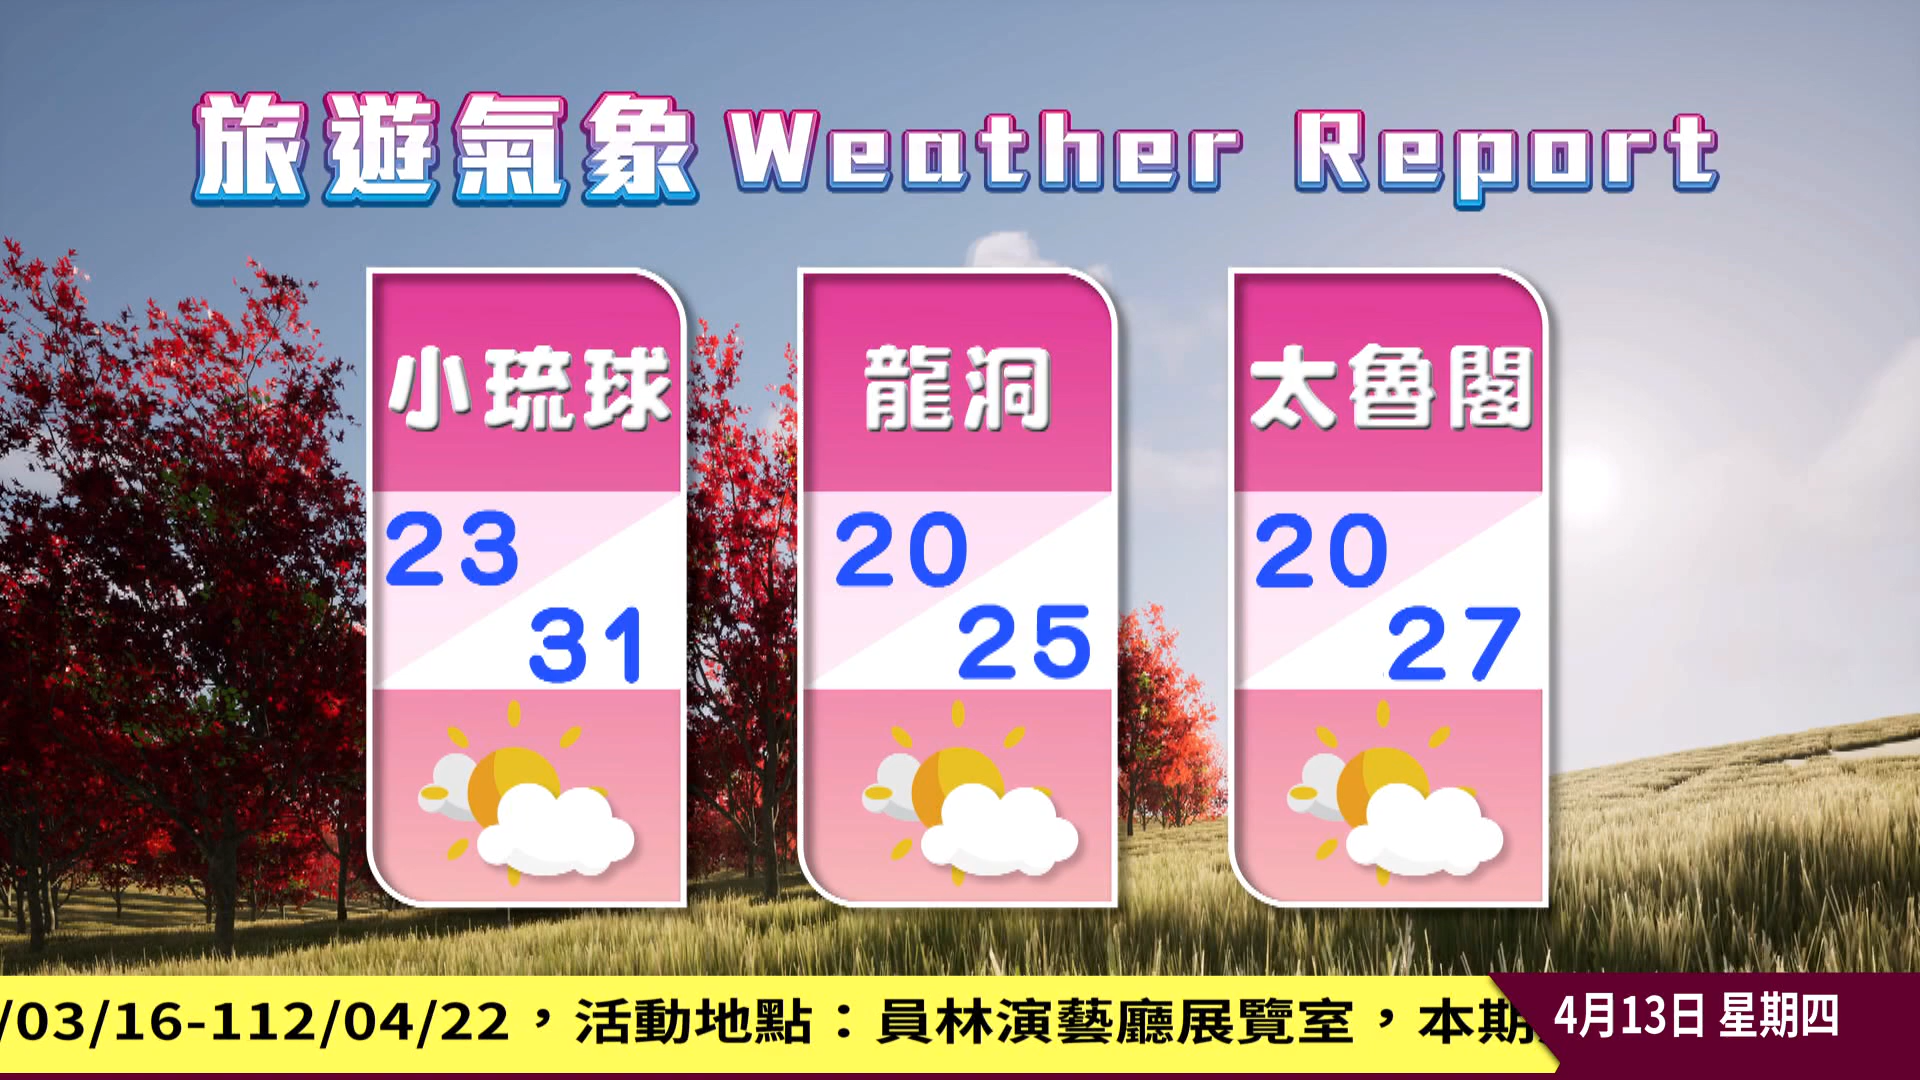 旅遊氣象 Weather Report
小琉球
23
31
龍洞
20
25
太魯閣
20
27
/03/16-112/04/22，活動地點：員林演藝廳展覽室，本期
4月13日 星期四